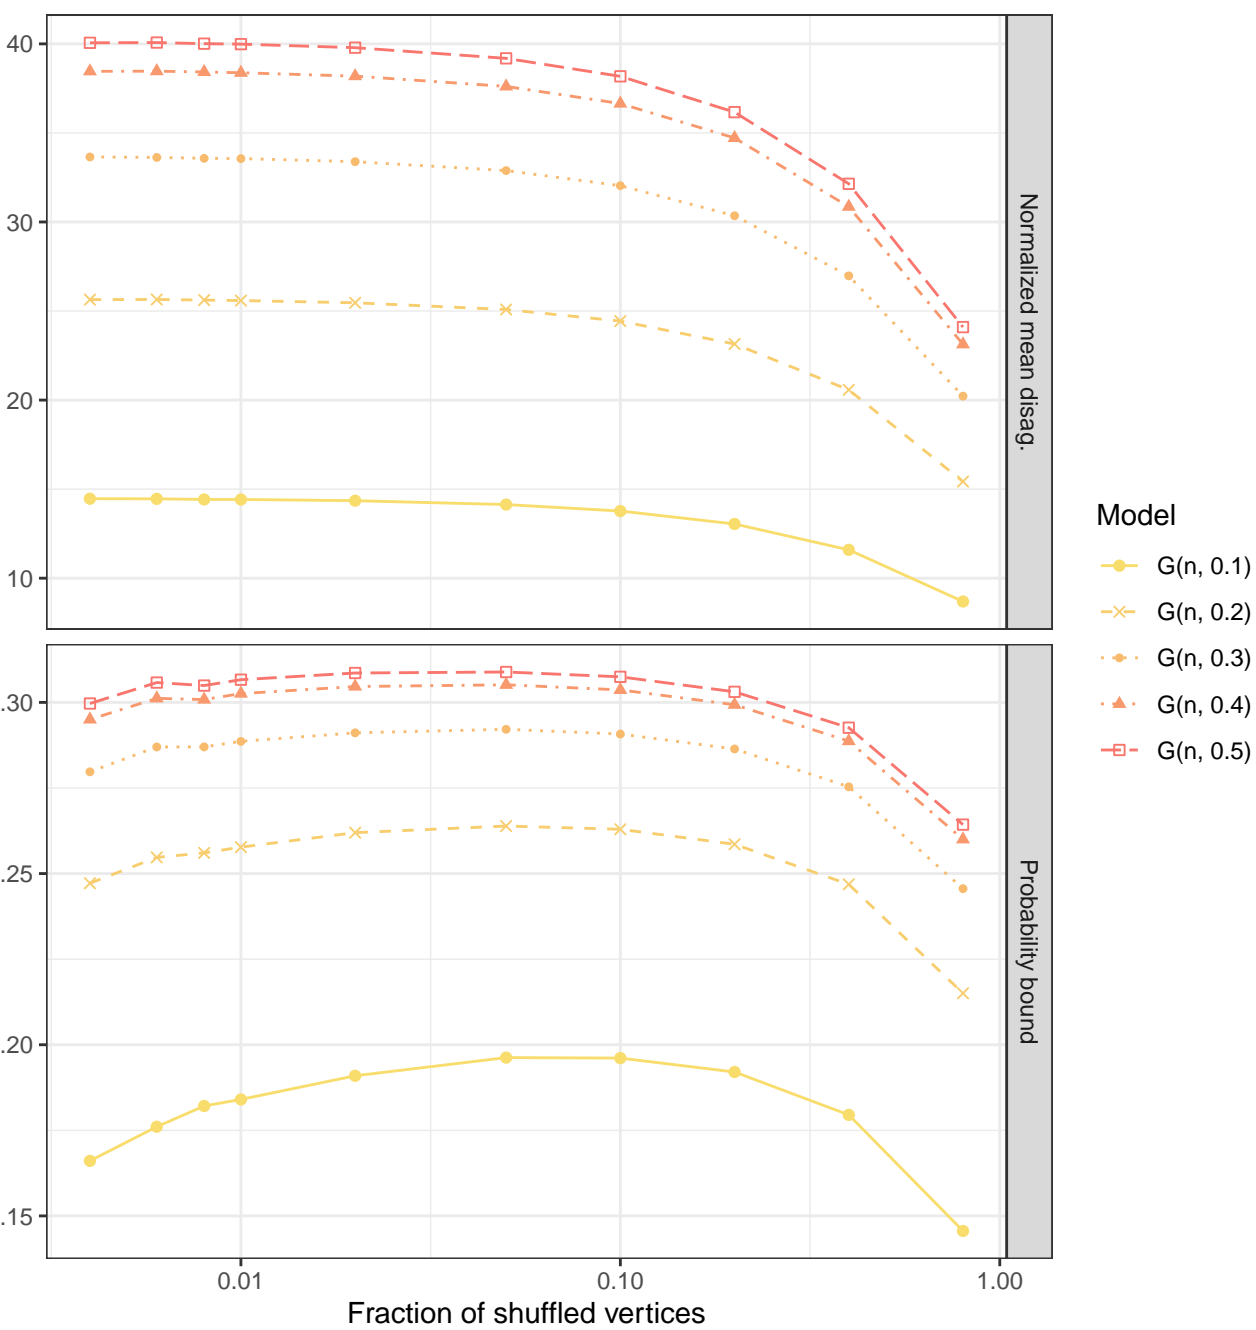 40
30
20
10
Normalized mean disag.
.30
.25
.20
.15
Probability bound
0.01 0.10 1.00
Fraction of shuffled vertices
Model
G(n, 0.1)
G(n, 0.2)
G(n, 0.3)
G(n, 0.4)
G(n, 0.5)